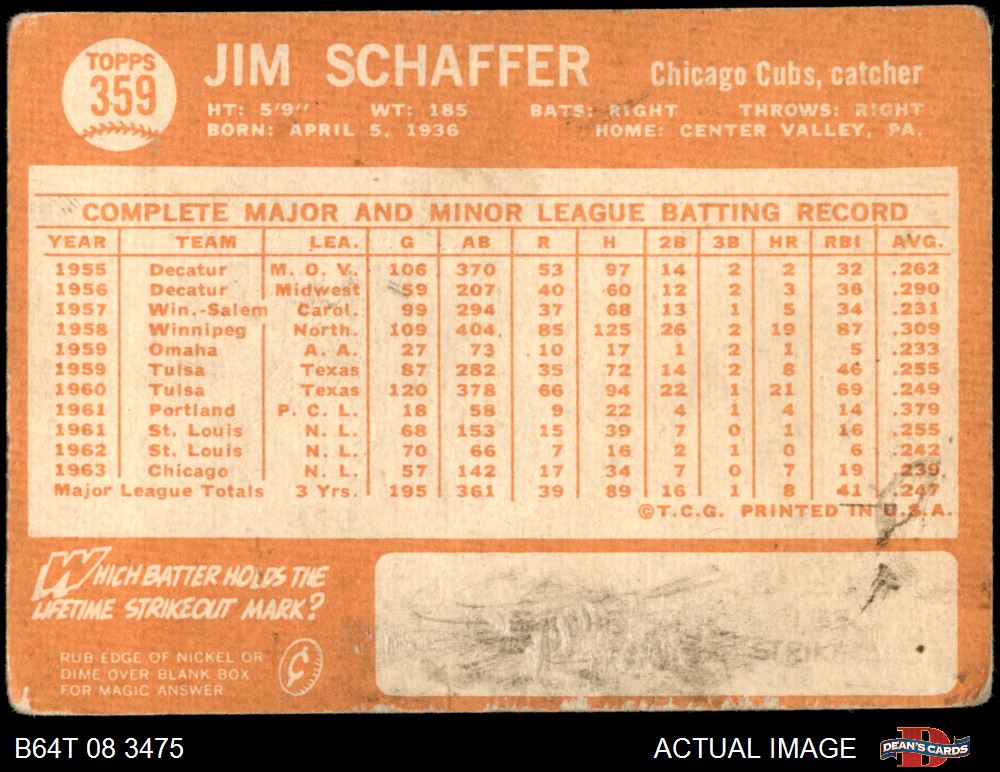 TOPPS
359
JIM SCHAFFER
Chicago Cubs, catcher
HT: 5'9" WT: 185 BATS: RIGHT THROWS: RIGHT
BORN: APRIL 5, 1936 HOME: CENTER VALLEY, PA.
COMPLETE MAJOR AND MINOR LEAGUE BATTING RECORD
YEAR TEAM LEA. G AB R H 2B 3B HR RBI AVG.
1955 Decatur M. O. V. 106 370 53 97 14 2 2 32 .262
1956 Decatur Midwest 59 207 40 60 12 2 3 36 .290
1957 Win.-Salem Carol. 99 294 37 68 13 1 5 34 .231
1958 Winnipeg North. 109 404 85 125 26 2 19 87 .309
1959 Omaha A. A. 27 73 10 17 1 2 1 5 .233
1959 Tulsa Texas 87 282 35 72 14 2 8 46 .255
1960 Tulsa Texas 120 378 66 94 22 1 21 69 .249
1961 Portland P. C. L. 18 58 9 22 4 1 4 14 .379
1961 St. Louis N. L. 68 153 15 39 7 0 1 16 .255
1962 St. Louis N. L. 70 66 7 16 2 1 0 6 .242
1963 Chicago N. L. 57 142 17 34 7 0 7 19 .239
Major League Totals 3 Yrs. 195 361 39 89 16 1 8 41 .247
©T.C.G. PRINTED IN U.S.A.
WHICH BATTER HOLDS THE
LIFETIME STRIKEOUT MARK?
RUB EDGE OF NICKEL OR
DIME OVER BLANK BOX
FOR MAGIC ANSWER
¢
B64T 08 3475
ACTUAL IMAGE
D
DEAN'S CARDS